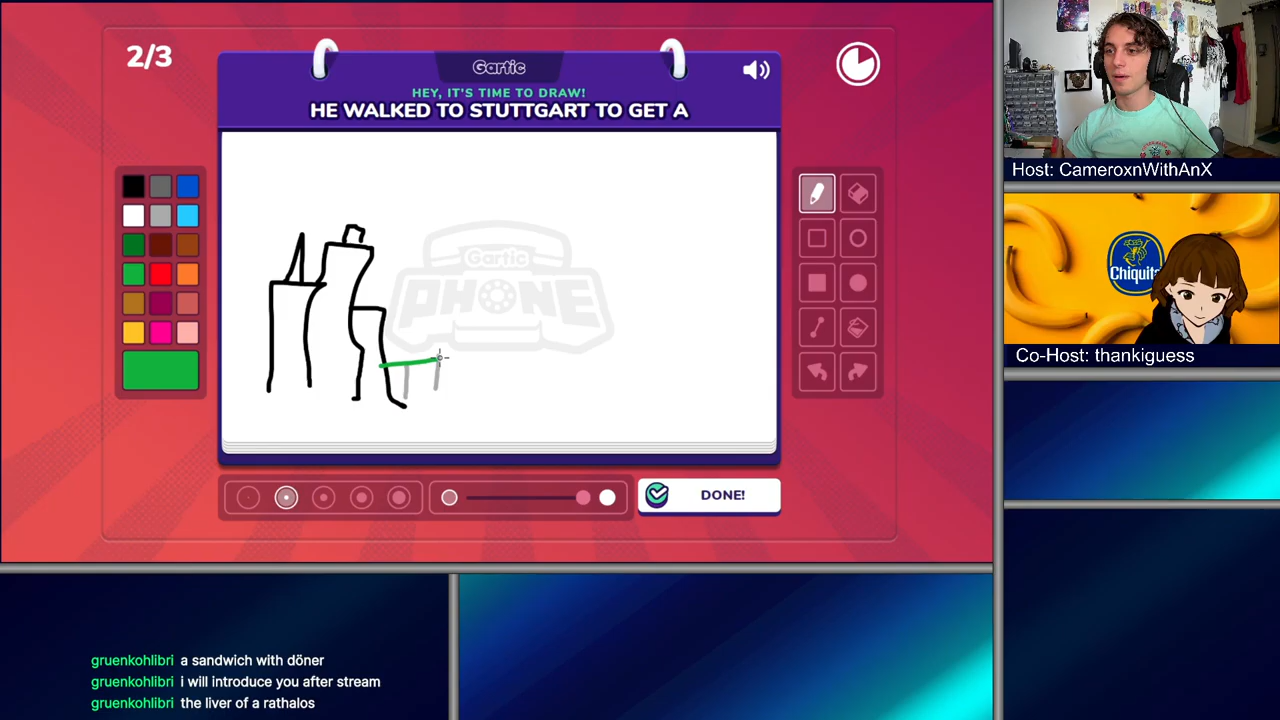 2/3
Gartic
HEY, IT'S TIME TO DRAW!
HE WALKED TO STUTTGART TO GET A
Gartic
PHONE
DONE!
Host: CameroxnWithAnX
Chiquita
Co-Host: thankiguess
gruenkohlibri a sandwich with döner
gruenkohlibri i will introduce you after stream
gruenkohlibri the liver of a rathalos